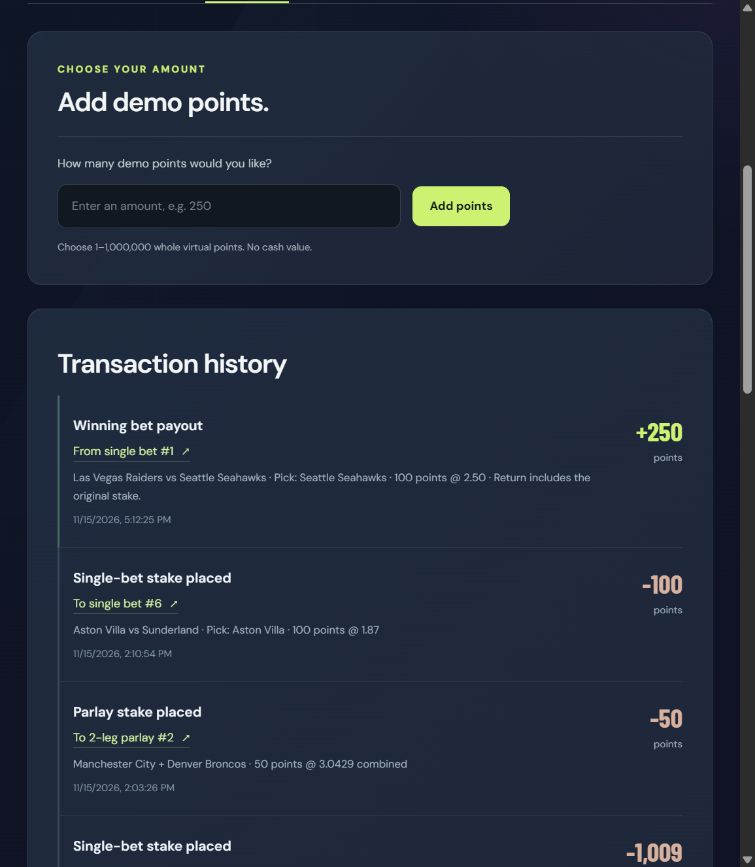 CHOOSE YOUR AMOUNT
Add demo points.
How many demo points would you like?
Enter an amount, e.g. 250
Add points
Choose 1–1,000,000 whole virtual points. No cash value.
Transaction history
Winning bet payout
+250
From single bet #1 ↗
points
Las Vegas Raiders vs Seattle Seahawks · Pick: Seattle Seahawks · 100 points @ 2.50 · Return includes the
original stake.
11/15/2026, 5:12:25 PM
Single-bet stake placed
-100
To single bet #6 ↗
points
Aston Villa vs Sunderland · Pick: Aston Villa · 100 points @ 1.87
11/15/2026, 2:10:54 PM
Parlay stake placed
-50
To 2-leg parlay #2 ↗
points
Manchester City + Denver Broncos · 50 points @ 3.0429 combined
11/15/2026, 2:03:26 PM
Single-bet stake placed
-1,009